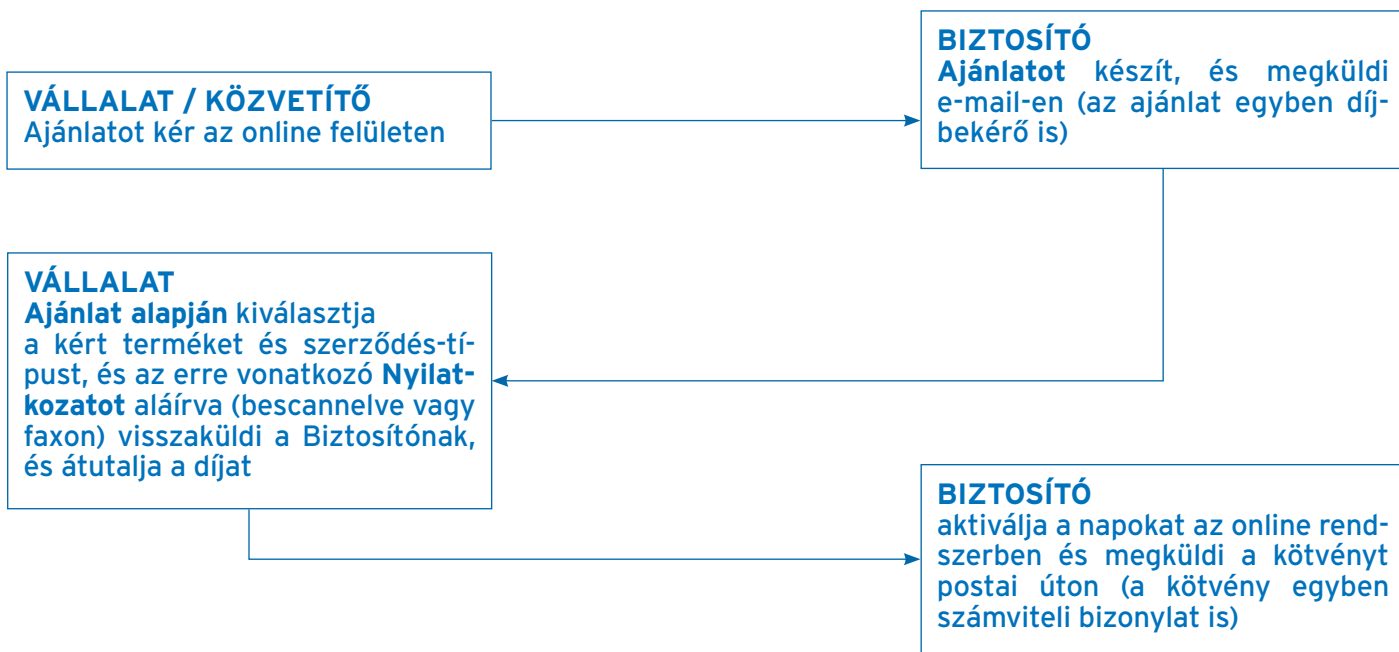 VÁLLALAT / KÖZVETÍTŐ
Ajánlatot kér az online felületen
BIZTOSÍTÓ
Ajánlatot készít, és megküldi
e-mail-en (az ajánlat egyben díj-
bekérő is)
VÁLLALAT
Ajánlat alapján kiválasztja
a kért terméket és szerződés-tí-
pust, és az erre vonatkozó Nyilat-
kozatot aláírva (bescannelve vagy
faxon) visszaküldi a Biztosítónak,
és átutalja a díjat
BIZTOSÍTÓ
aktiválja a napokat az online rend-
szerben és megküldi a kötvényt
postai úton (a kötvény egyben
számviteli bizonylat is)